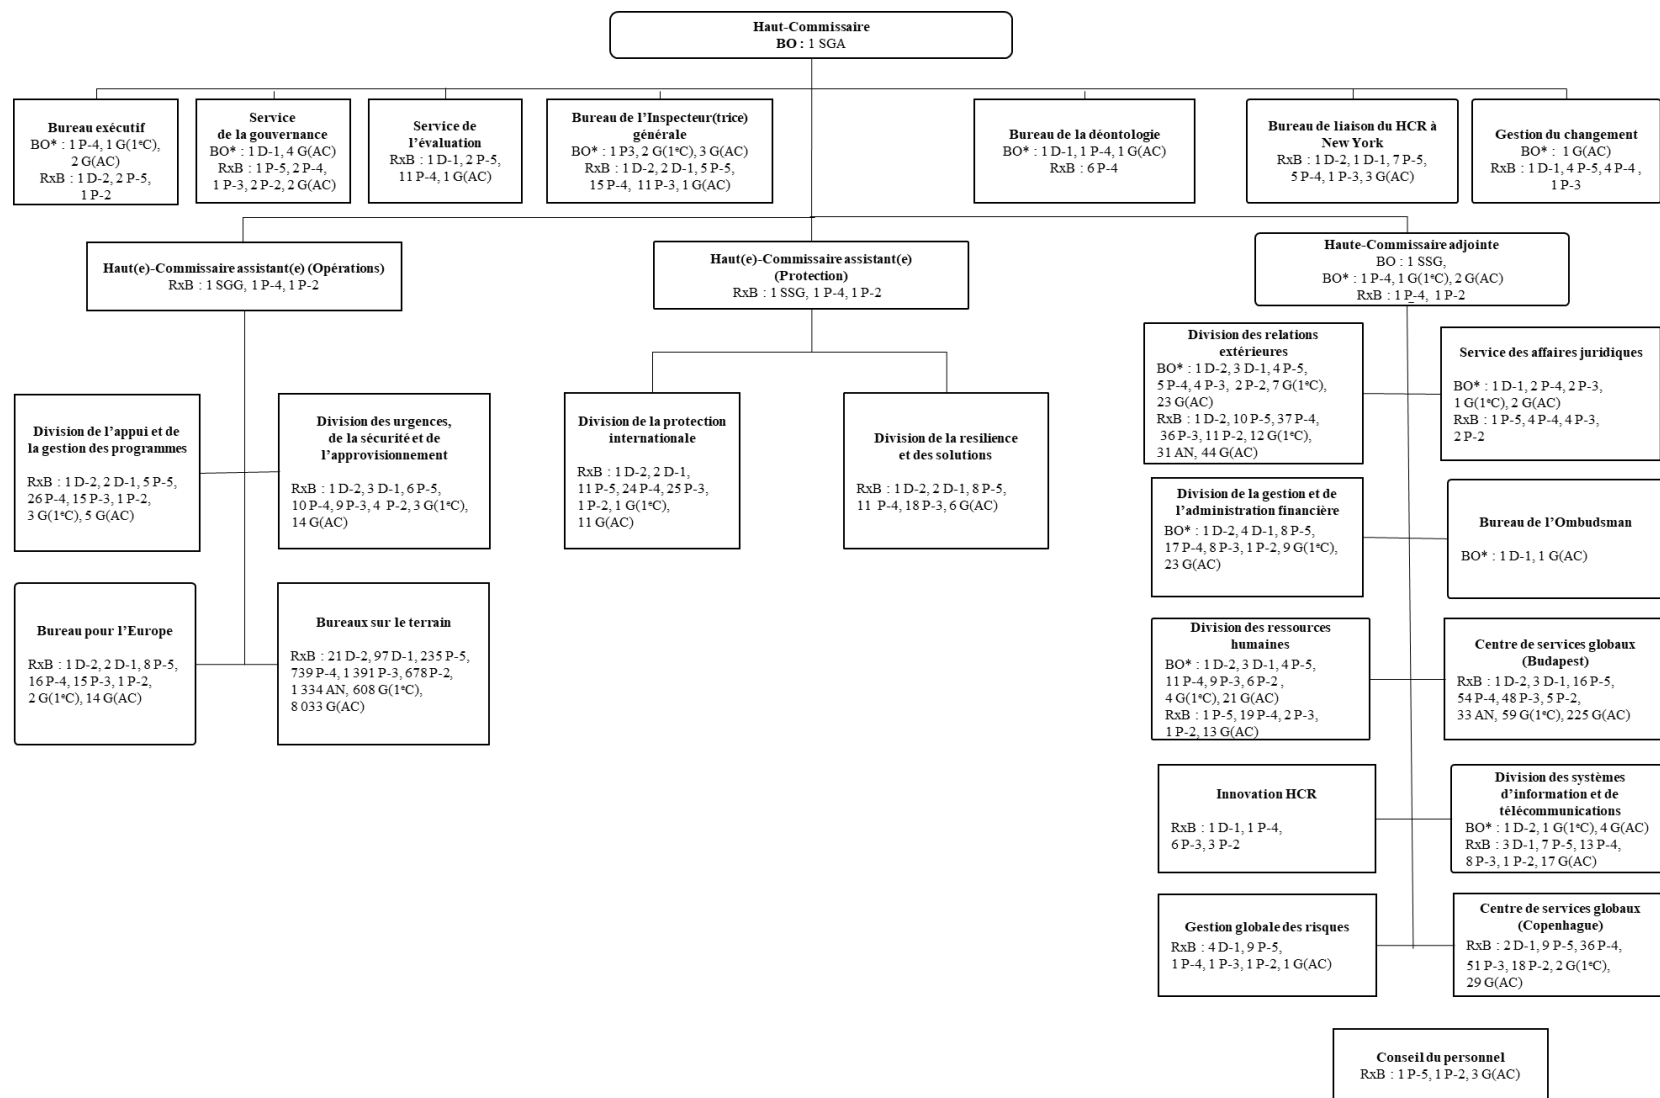 Haut-Commissaire
BO : 1 SGA
Bureau exécutif
BO* : 1 P-4, 1 G(1eC),
2 G(AC)
RxB : 1 D-2, 2 P-5,
1 P-2
Service
de la gouvernance
BO* : 1 D-1, 4 G(AC)
RxB : 1 P-5, 2 P-4,
1 P-3, 2 P-2, 2 G(AC)
Service de
l’évaluation
RxB : 1 D-1, 2 P-5,
11 P-4, 1 G(AC)
Bureau de l’Inspecteur(trice)
générale
BO* : 1 P3, 2 G(1eC), 3 G(AC)
RxB : 1 D-2, 2 D-1, 5 P-5,
15 P-4, 11 P-3, 1 G(AC)
Bureau de la déontologie
BO* : 1 D-1, 1 P-4, 1 G(AC)
RxB : 6 P-4
Bureau de liaison du HCR à
New York
RxB : 1 D-2, 1 D-1, 7 P-5,
5 P-4, 1 P-3, 3 G(AC)
Gestion du changement
BO* : 1 G(AC)
RxB : 1 D-1, 4 P-5, 4 P-4 ,
1 P-3
Haut(e)-Commissaire assistant(e) (Opérations)
RxB : 1 SGG, 1 P-4, 1 P-2
Haut(e)-Commissaire assistant(e)
(Protection)
RxB : 1 SSG, 1 P-4, 1 P-2
Haute-Commissaire adjointe
BO : 1 SSG,
BO* : 1 P-4, 1 G(1eC), 2 G(AC)
RxB : 1 P-4, 1 P-2
Division de l’appui et de
la gestion des programmes
RxB : 1 D-2, 2 D-1, 5 P-5,
26 P-4, 15 P-3, 1 P-2,
3 G(1eC), 5 G(AC)
Division des urgences,
de la sécurité et de
l’approvisionnement
RxB : 1 D-2, 3 D-1, 6 P-5,
10 P-4, 9 P-3, 4 P-2, 3 G(1eC),
14 G(AC)
Division de la protection
internationale
RxB : 1 D-2, 2 D-1,
11 P-5, 24 P-4, 25 P-3,
1 P-2, 1 G(1eC),
11 G(AC)
Division de la resilience
et des solutions
RxB : 1 D-2, 2 D-1, 8 P-5,
11 P-4, 18 P-3, 6 G(AC)
Division des relations
extérieures
BO* : 1 D-2, 3 D-1, 4 P-5,
5 P-4, 4 P-3, 2 P-2, 7 G(1eC),
23 G(AC)
RxB : 1 D-2, 10 P-5, 37 P-4,
36 P-3, 11 P-2, 12 G(1eC),
31 AN, 44 G(AC)
Service des affaires juridiques
BO* : 1 D-1, 2 P-4, 2 P-3,
1 G(1eC), 2 G(AC)
RxB : 1 P-5, 4 P-4, 4 P-3,
2 P-2
Division de la gestion et de
l’administration financière
BO* : 1 D-2, 4 D-1, 8 P-5,
17 P-4, 8 P-3, 1 P-2, 9 G(1eC),
23 G(AC)
Bureau de l’Ombudsman
BO* : 1 D-1, 1 G(AC)
Bureau pour l’Europe
RxB : 1 D-2, 2 D-1, 8 P-5,
16 P-4, 15 P-3, 1 P-2,
2 G(1eC), 14 G(AC)
Bureaux sur le terrain
RxB : 21 D-2, 97 D-1, 235 P-5,
739 P-4, 1 391 P-3, 678 P-2,
1 334 AN, 608 G(1eC),
8 033 G(AC)
Division des ressources
humaines
BO* : 1 D-2, 3 D-1, 4 P-5,
11 P-4, 9 P-3, 6 P-2 ,
4 G(1eC), 21 G(AC)
RxB : 1 P-5, 19 P-4, 2 P-3,
1 P-2, 13 G(AC)
Centre de services globaux
(Budapest)
RxB : 1 D-2, 3 D-1, 16 P-5,
54 P-4, 48 P-3, 5 P-2,
33 AN, 59 G(1eC), 225 G(AC)
Innovation HCR
RxB : 1 D-1, 1 P-4,
6 P-3, 3 P-2
Division des systèmes
d’information et de
télécommunications
BO* : 1 D-2, 1 G(1eC), 4 G(AC)
RxB : 3 D-1, 7 P-5, 13 P-4,
8 P-3, 1 P-2, 17 G(AC)
Gestion globale des risques
RxB : 4 D-1, 9 P-5,
1 P-4, 1 P-3, 1 P-2, 1 G(AC)
Centre de services globaux
(Copenhague)
RxB : 2 D-1, 9 P-5, 36 P-4,
51 P-3, 18 P-2, 2 G(1eC),
29 G(AC)
Conseil du personnel
RxB : 1 P-5, 1 P-2, 3 G(AC)